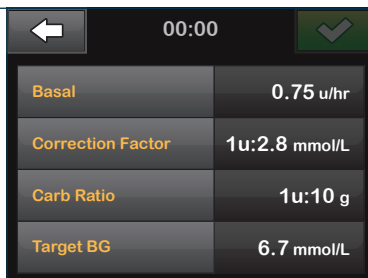 00:00
Basal 0.75 u/hr
Correction Factor 1u:2.8 mmol/L
Carb Ratio 1u:10 g
Target BG 6.7 mmol/L